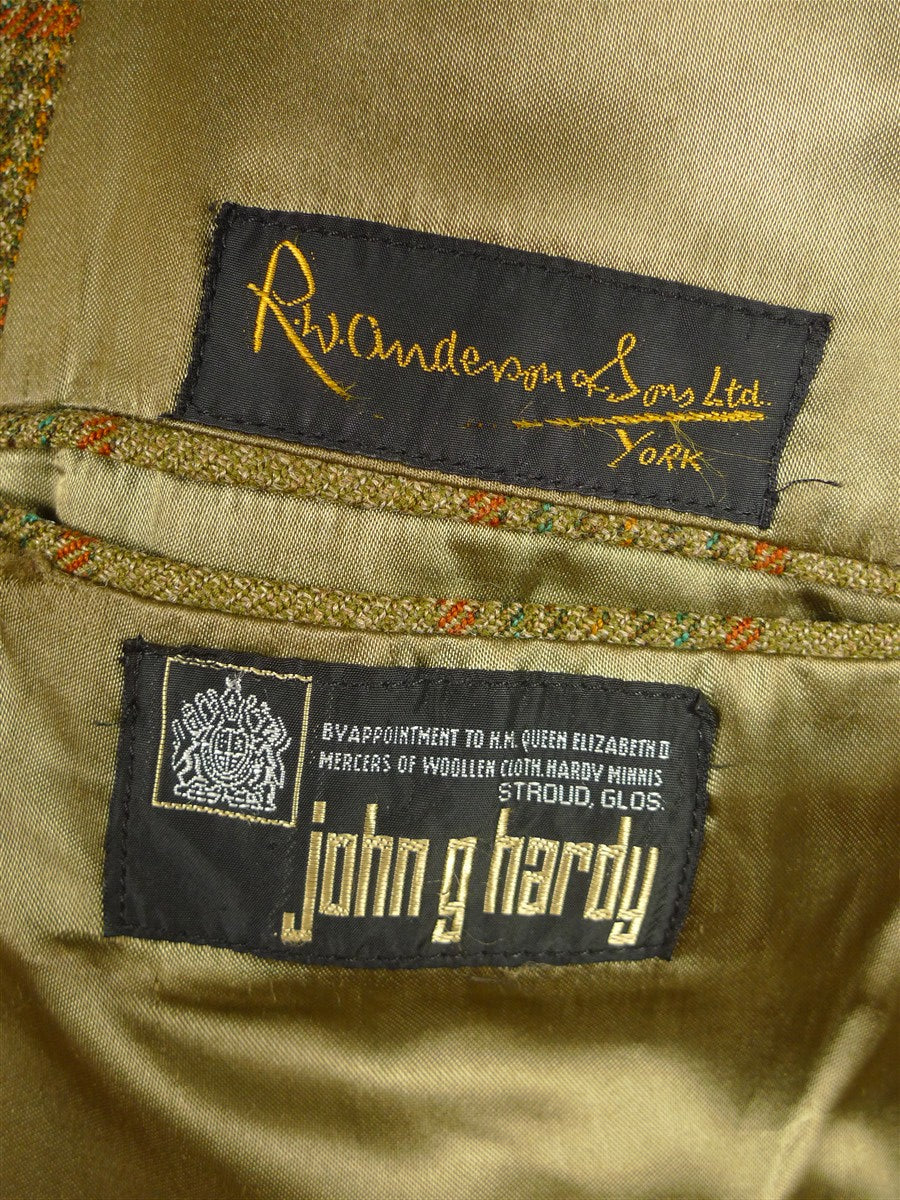 R.W. Anderson & Sons Ltd.
YORK
BY APPOINTMENT TO H.M. QUEEN ELIZABETH II
MERCERS OF WOOLLEN CLOTH. HARDY MINNIS
STROUD, GLOS.
john g hardy